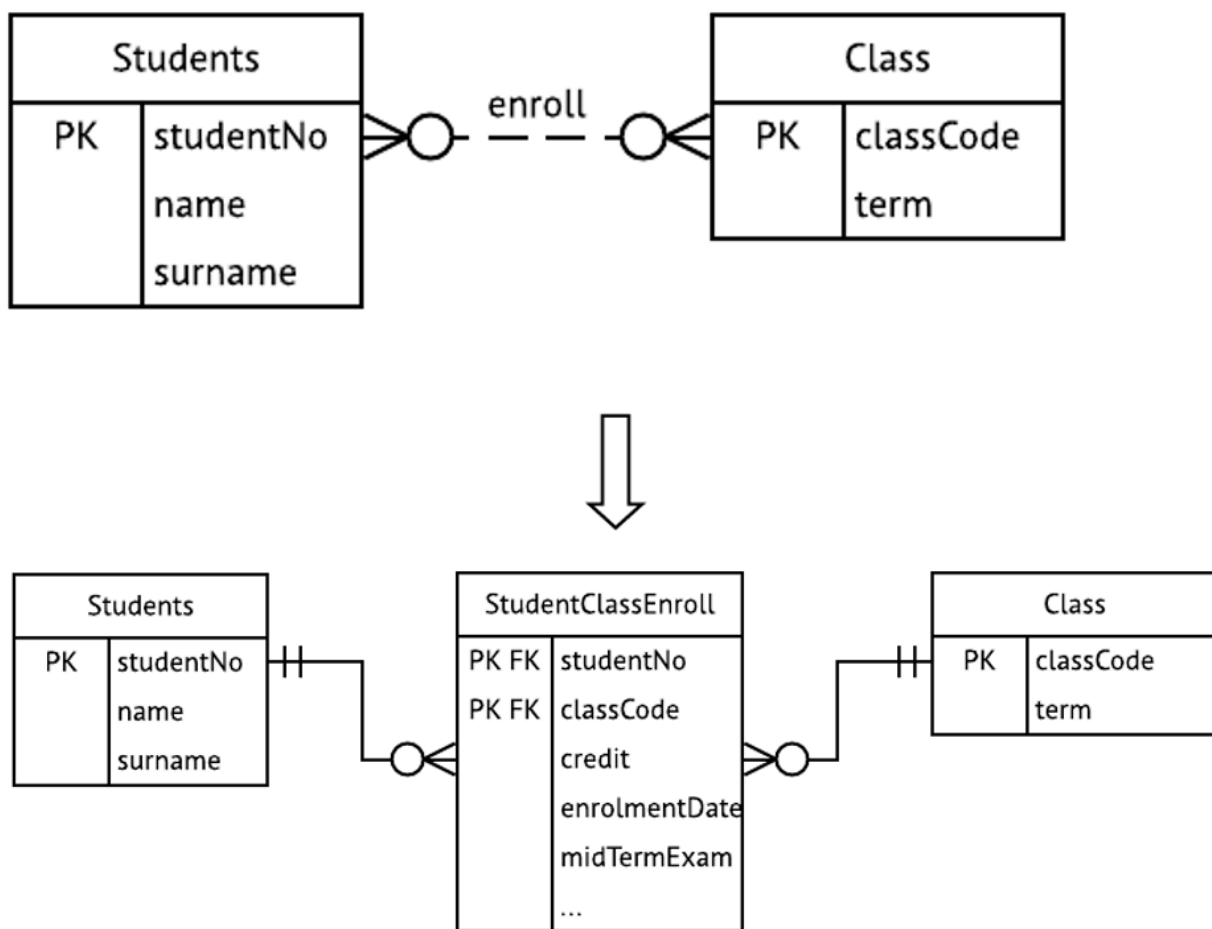 Students
PK studentNo
name
surname
enroll
Class
PK classCode
term
Students
PK studentNo
name
surname
StudentClassEnroll
PK FK studentNo
PK FK classCode
credit
enrolmentDate
midTermExam
...
Class
PK classCode
term